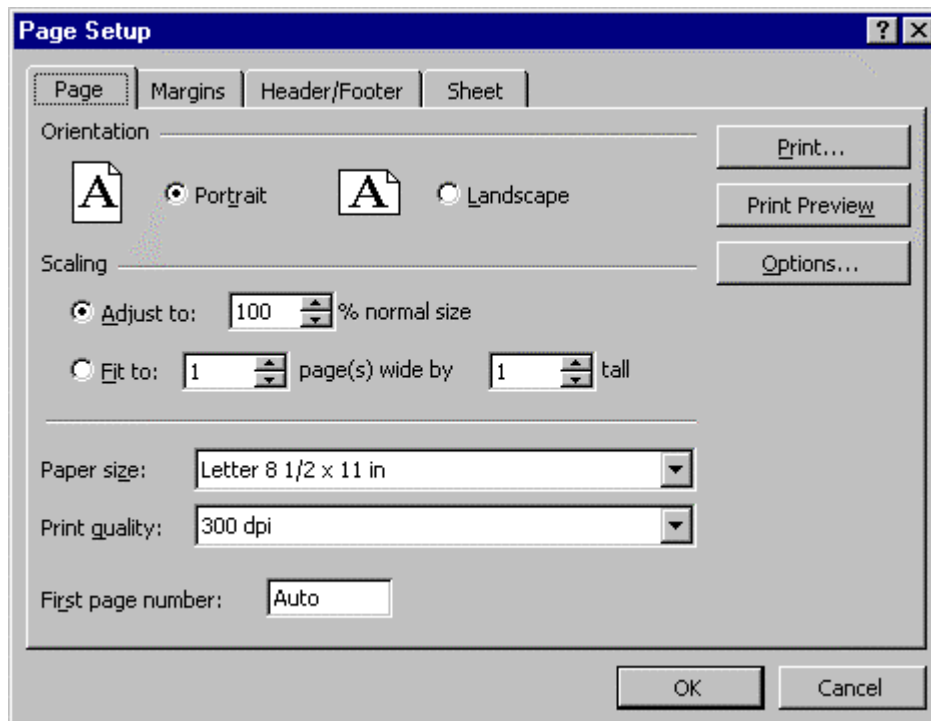 Page Setup
Page Margins Header/Footer Sheet
Orientation
Print...
A Portrait A Landscape
Print Preview
Scaling
Options...
Adjust to: 100 % normal size
Fit to: 1 page(s) wide by 1 tall
Paper size: Letter 8 1/2 x 11 in
Print quality: 300 dpi
First page number: Auto
OK Cancel